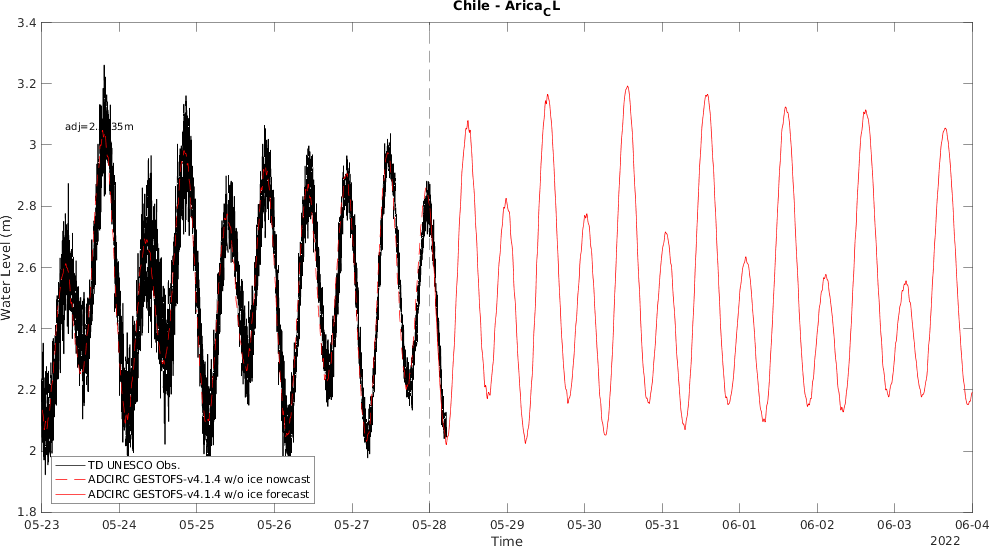 Chile - Arica_CL
3.4
3.2
3
2.8
2.6
2.4
2.2
2
1.8
Water Level (m)
TD UNESCO Obs.
ADCIRC GESTOFS-v4.1.4 w/o ice nowcast
ADCIRC GESTOFS-v4.1.4 w/o ice forecast
05-23 05-24 05-25 05-26 05-27 05-28 05-29 05-30 05-31 06-01 06-02 06-03 06-04
Time
2022